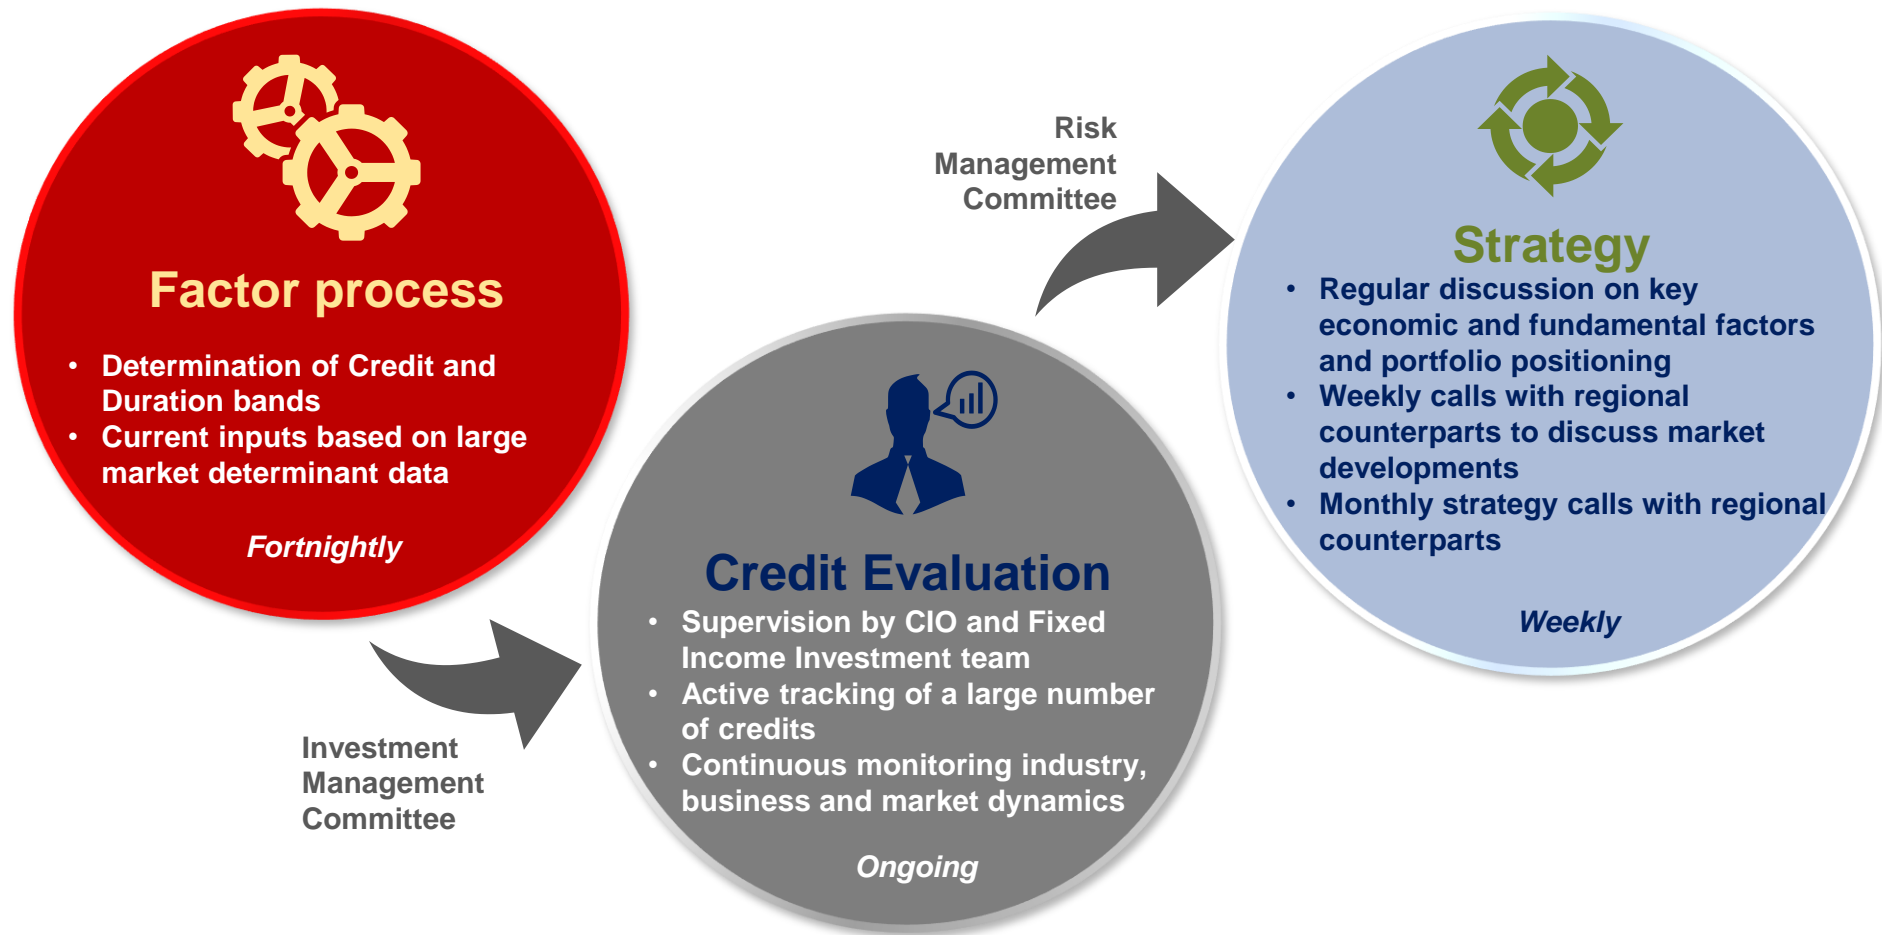 Factor process
• Determination of Credit and
Duration bands
• Current inputs based on large
market determinant data
Fortnightly
Investment
Management
Committee
Credit Evaluation
• Supervision by CIO and Fixed
Income Investment team
• Active tracking of a large number
of credits
• Continuous monitoring industry,
business and market dynamics
Ongoing
Risk
Management
Committee
Strategy
• Regular discussion on key
economic and fundamental factors
and portfolio positioning
• Weekly calls with regional
counterparts to discuss market
developments
• Monthly strategy calls with regional
counterparts
Weekly